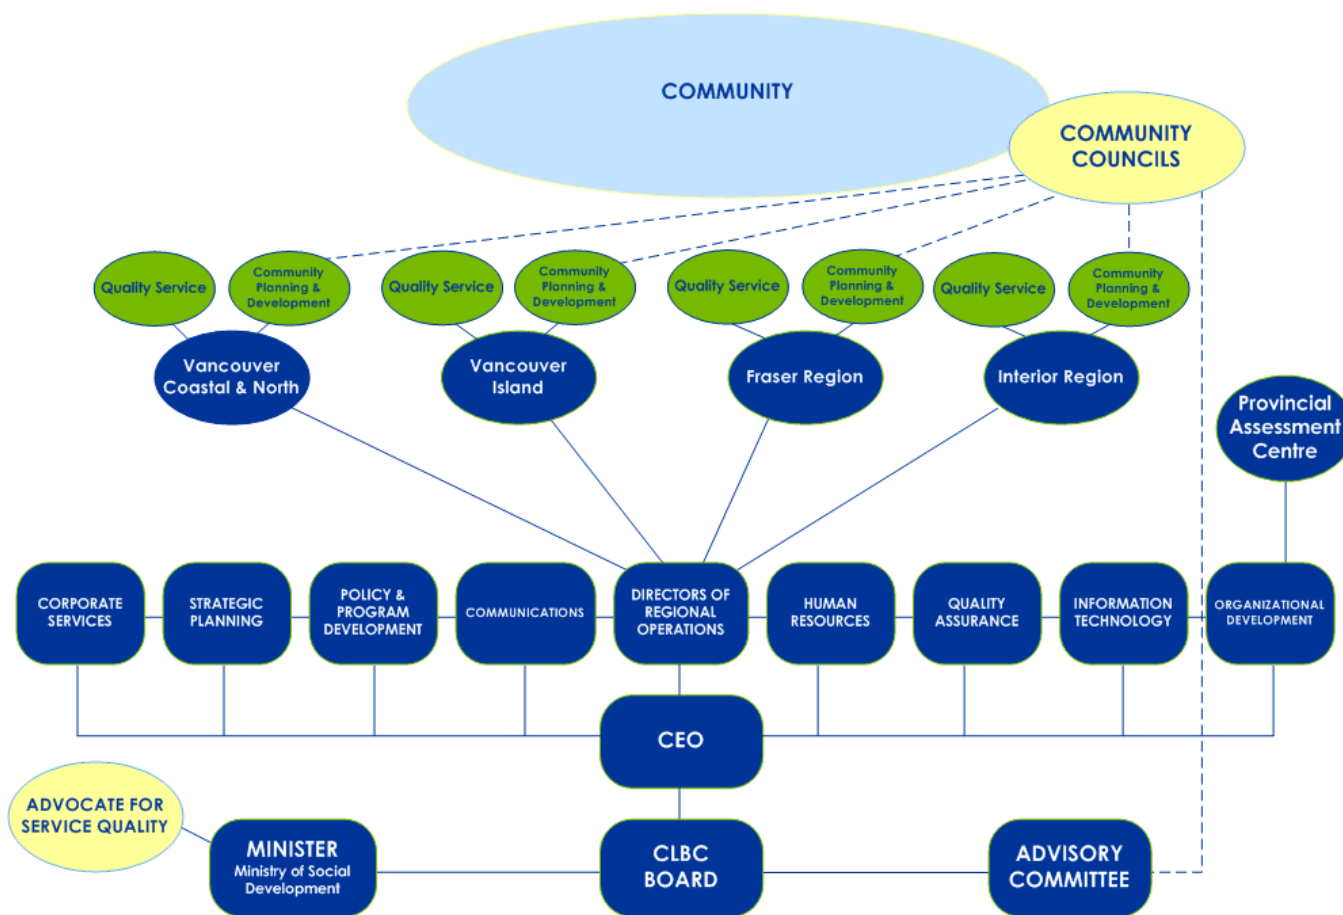 COMMUNITY
COMMUNITY
COUNCILS
Quality Service
Community
Planning &
Development
Quality Service
Community
Planning &
Development
Quality Service
Community
Planning &
Development
Quality Service
Community
Planning &
Development
Vancouver
Coastal & North
Vancouver
Island
Fraser Region
Interior Region
Provincial
Assessment
Centre
CORPORATE
SERVICES
STRATEGIC
PLANNING
POLICY &
PROGRAM
DEVELOPMENT
COMMUNICATIONS
DIRECTORS OF
REGIONAL
OPERATIONS
HUMAN
RESOURCES
QUALITY
ASSURANCE
INFORMATION
TECHNOLOGY
ORGANIZATIONAL
DEVELOPMENT
CEO
ADVOCATE FOR
SERVICE QUALITY
MINISTER
Ministry of Social
Development
CLBC
BOARD
ADVISORY
COMMITTEE